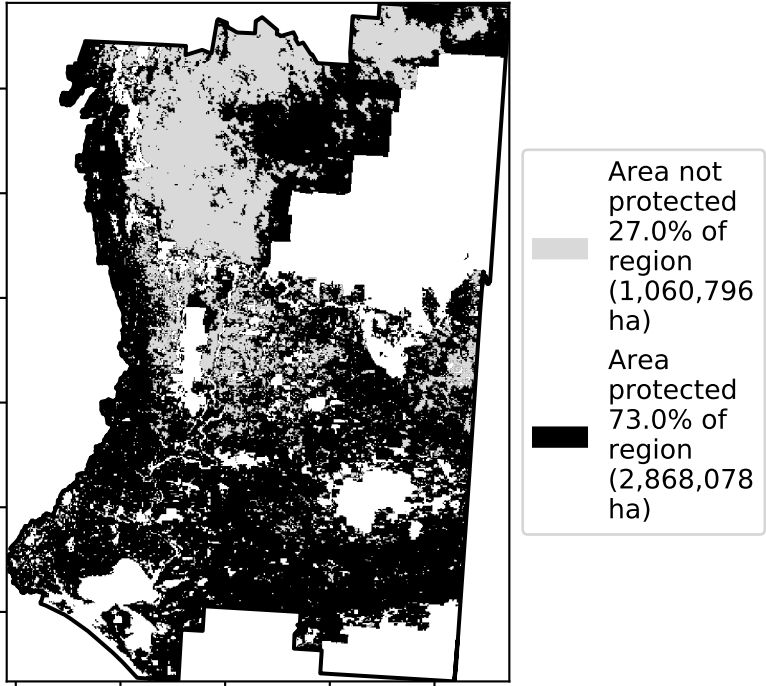 Area not
protected
27.0% of
region
(1,060,796
ha)
Area
protected
73.0% of
region
(2,868,078
ha)